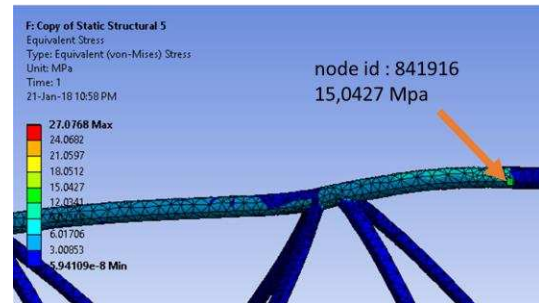 F: Copy of Static Structural 5
Equivalent Stress
Type: Equivalent (von-Mises) Stress
Unit: MPa
Time: 1
21-Jan-18 10:58 PM
node id : 841916
15,0427 Mpa
27.0768 Max
24.0682
21.0597
18.0512
15.0427
12.0341
6.01706
3.00853
5.94109e-8 Min